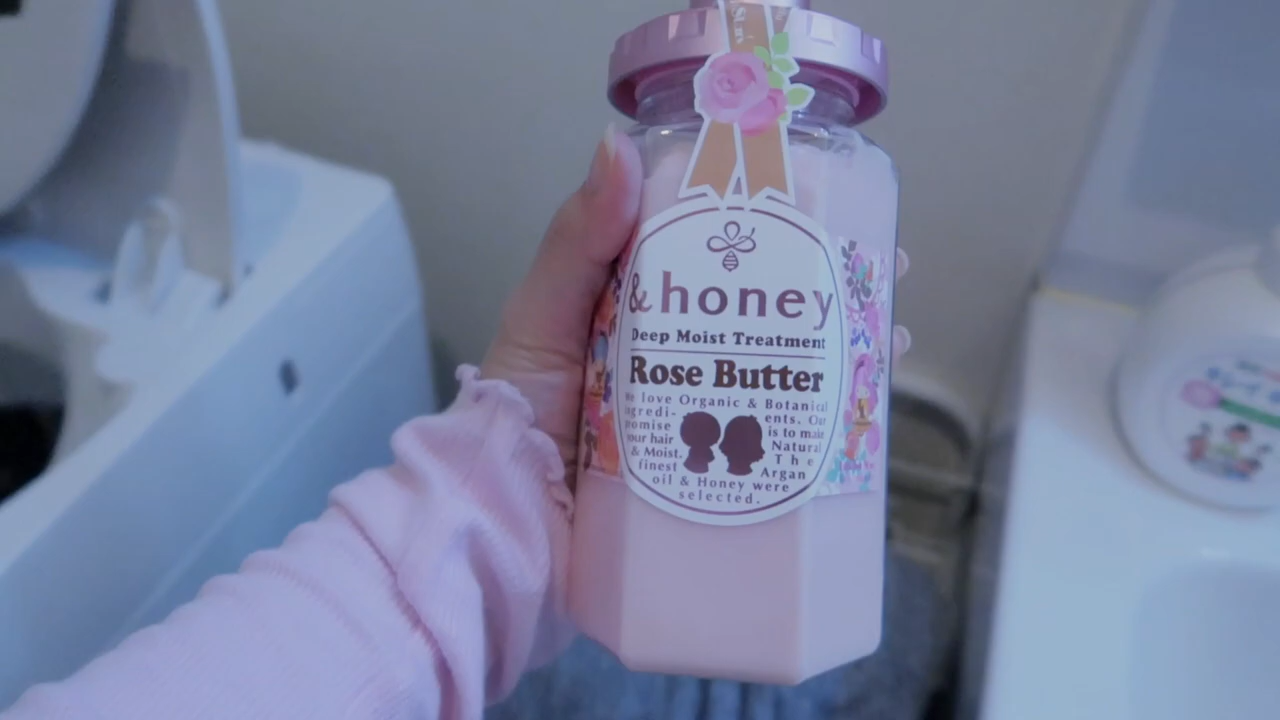 &honey
Deep Moist Treatment
Rose Butter
We love Organic & Botanical
ingredi- ents. Our
promise is to make
your hair Natural
& Moist. The
finest Argan
oil & Honey were
selected.